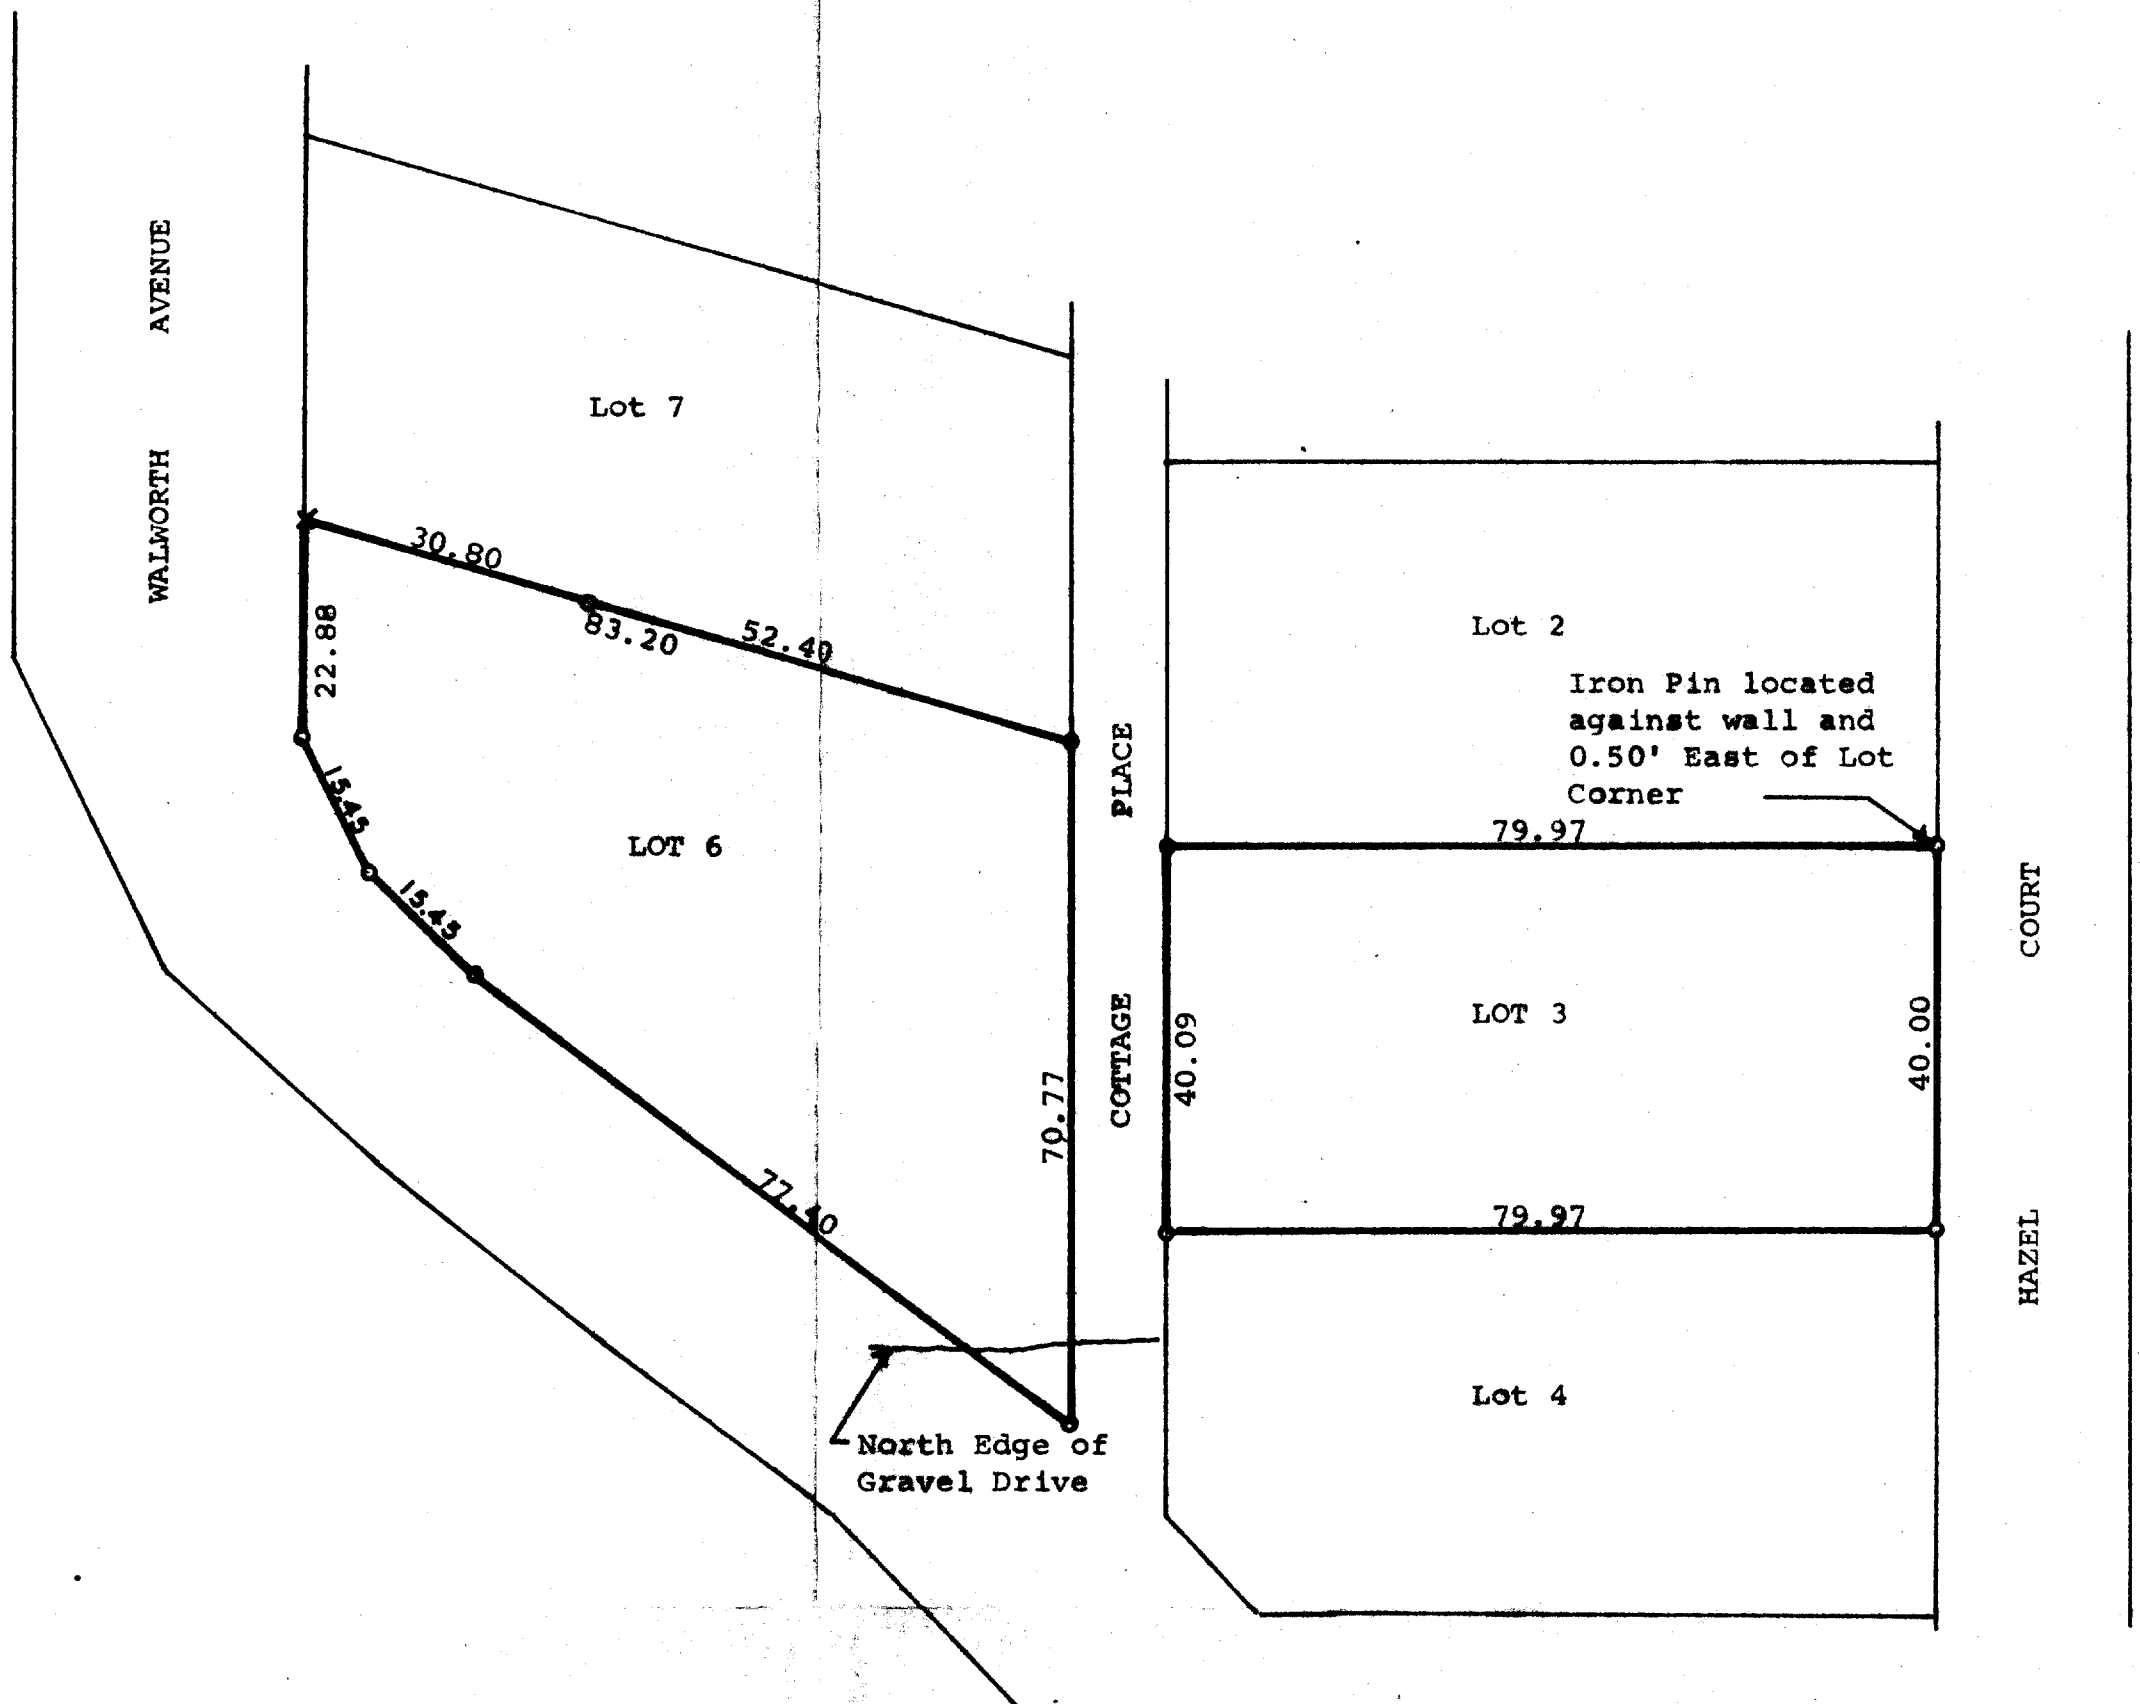 WALWORTH AVENUE
Lot 7
30.80
83.20
52.40
22.88
15.45
15.45
LOT 6
77.40
70.77
North Edge of
Gravel Drive
COTTAGE PLACE
Lot 2
Iron Pin located
against wall and
0.50' East of Lot
Corner
79.97
40.09
LOT 3
40.00
79.97
Lot 4
HAZEL COURT